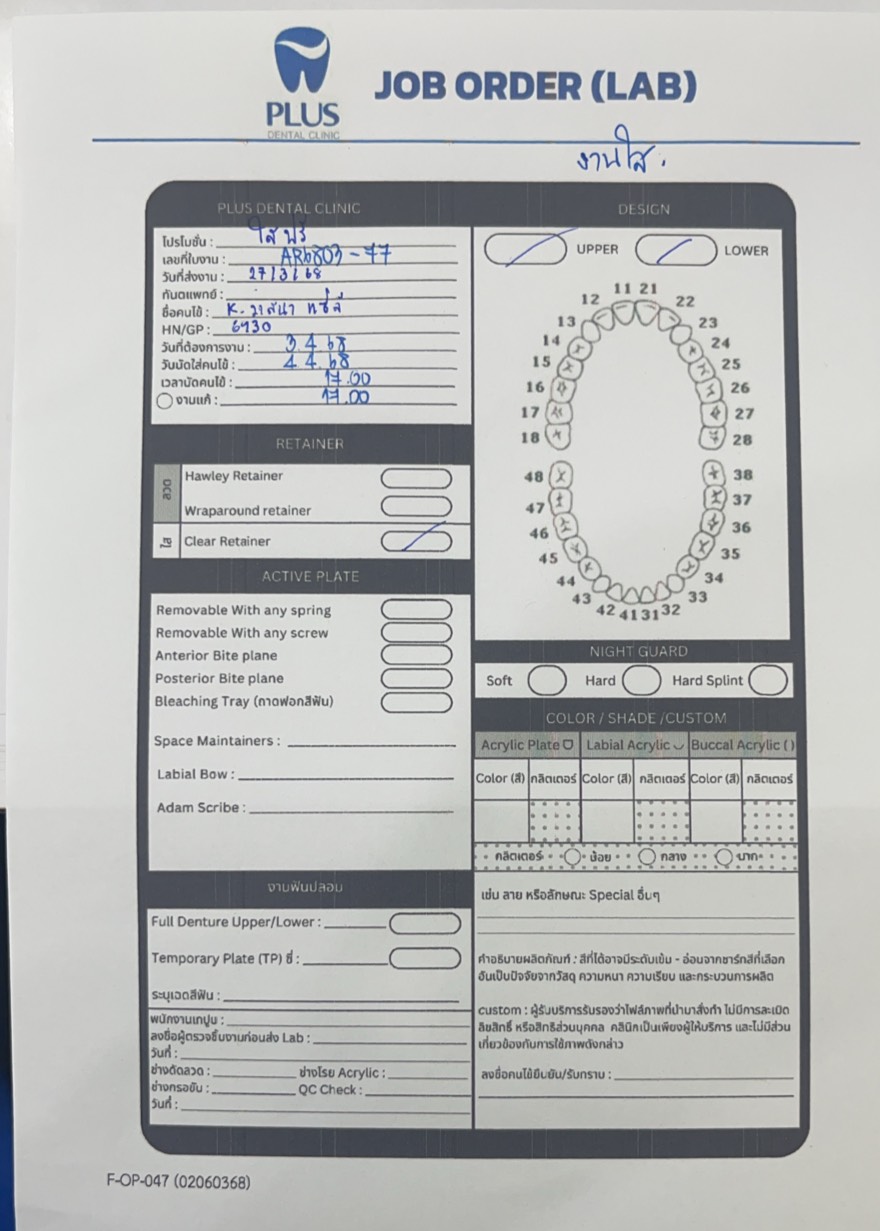 PLUS
DENTAL CLINIC
JOB ORDER (LAB)
งานใส.
PLUS DENTAL CLINIC
โปรโมชั่น : ใส ฟรี
เลขที่ใบงาน : AR6803-77
วันที่ส่งงาน : 27/3/68
ทันตแพทย์ :
ชื่อคนไข้ : K. วาสนา
HN/GP : 6930
วันที่ต้องการงาน : 3.4.68
วันนัดใส่คนไข้ : 4.4.68
เวลานัดคนไข้ : 17.00
งานแก้ : 17.00
RETAINER
ลวด
Hawley Retainer
Wraparound retainer
ใส
Clear Retainer
ACTIVE PLATE
Removable With any spring
Removable With any screw
Anterior Bite plane
Posterior Bite plane
Bleaching Tray (ถาดฟอกสีฟัน)
Space Maintainers :
Labial Bow :
Adam Scribe :
งานฟันปลอม
Full Denture Upper/Lower :
Temporary Plate (TP) ซี่ :
ระบุเฉดสีฟัน :
พนักงานเทปูน :
ลงชื่อผู้ตรวจชิ้นงานก่อนส่ง Lab :
วันที่ :
ช่างดัดลวด : ช่างโรย Acrylic :
ช่างกรอขัน : QC Check :
วันที่ :
DESIGN
UPPER LOWER
11 21
12 22
13 23
14 24
15 25
16 26
17 27
18 28
48 38
47 37
46 36
45 35
44 34
43 33
42 41 31 32
NIGHT GUARD
Soft Hard Hard Splint
COLOR / SHADE /CUSTOM
Acrylic Plate Labial Acrylic Buccal Acrylic ( )
Color (สี) กลิตเตอร์ Color (สี) กลิตเตอร์ Color (สี) กลิตเตอร์
กลิตเตอร์ น้อย กลาง มาก
เช่น ลาย หรือลักษณะ Special อื่นๆ
คำอธิบายผลิตภัณฑ์ : สีที่ได้อาจมีระดับเข้ม - อ่อนจากชาร์ทสีที่เลือก
อันเป็นปัจจัยจากวัสดุ ความหนา ความเรียบ และกระบวนการผลิต
custom : ผู้รับบริการรับรองว่าไฟล์ภาพที่นำมาสั่งทำ ไม่มีการละเมิด
ลิขสิทธิ์ หรือสิทธิส่วนบุคคล คลินิกเป็นเพียงผู้ให้บริการ และไม่มีส่วน
เกี่ยวข้องกับการใช้ภาพดังกล่าว
ลงชื่อคนไข้ยืนยัน/รับทราบ :
F-OP-047 (02060368)